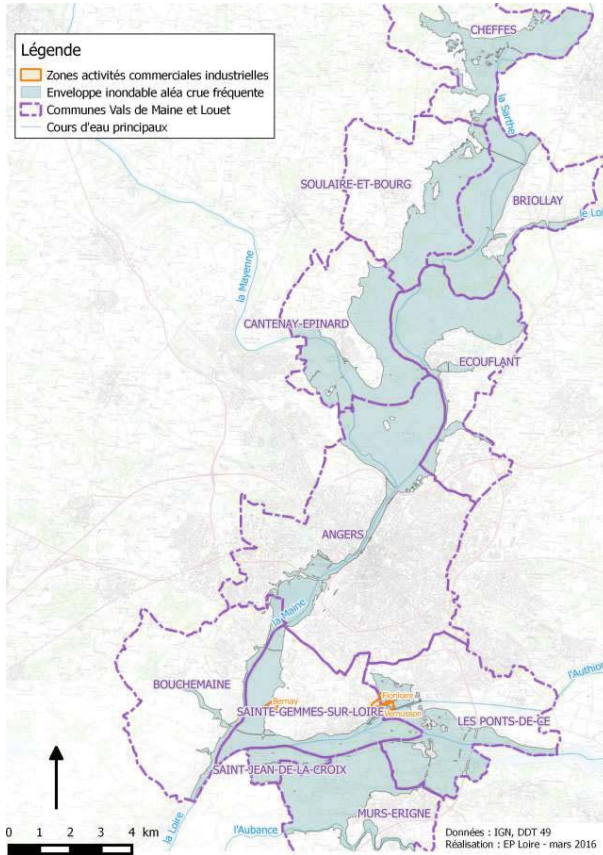 CHEFFES
Légende
Zones activités commerciales industrielles
Enveloppe inondable aléa crue fréquente
Communes Vals de Maine et Louet
Cours d'eau principaux
la Sarthe
SOULAIRE-ET-BOURG
BRIOLLAY
le Loi
la Mayenne
CANTENAY-EPINARD
ECOUFLANT
ANGERS
la Maine
l'Authion
BOUCHEMAINE
Bernay
Fionloire
SAINTE-GEMMES-SUR-LOIRE
Vernusson
LES PONTS-DE-CE
SAINT-JEAN-DE-LA-CROIX
MURS-ERIGNE
la Loire
l'Aubance
0 1 2 3 4 km
Données : IGN, DDT 49
Réalisation : EP Loire - mars 2016